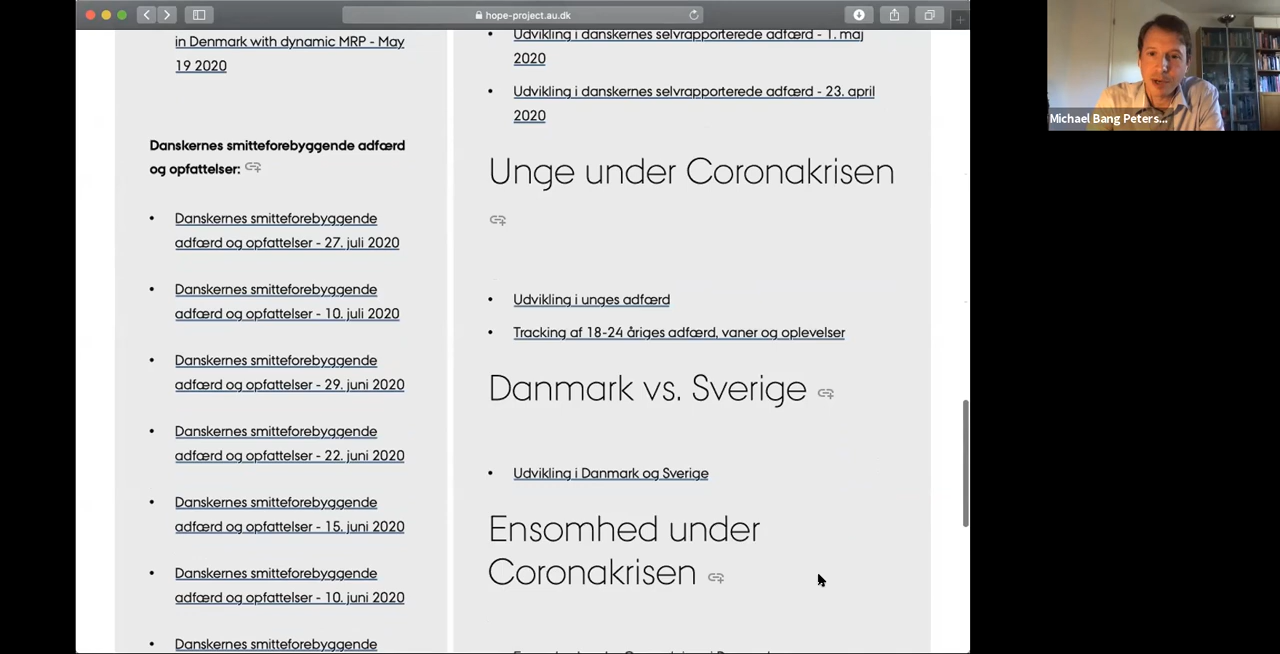 hope-project.au.dk
in Denmark with dynamic MRP - May
19 2020
Danskernes smitteforebyggende adfærd
og opfattelser:
• Danskernes smitteforebyggende
adfærd og opfattelser - 27. juli 2020
• Danskernes smitteforebyggende
adfærd og opfattelser - 10. juli 2020
• Danskernes smitteforebyggende
adfærd og opfattelser - 29. juni 2020
• Danskernes smitteforebyggende
adfærd og opfattelser - 22. juni 2020
• Danskernes smitteforebyggende
adfærd og opfattelser - 15. juni 2020
• Danskernes smitteforebyggende
adfærd og opfattelser - 10. juni 2020
• Danskernes smitteforebyggende
• Udvikling i danskernes selvrapporterede adfærd - 1. maj
2020
• Udvikling i danskernes selvrapporterede adfærd - 23. april
2020
Unge under Coronakrisen
• Udvikling i unges adfærd
• Tracking af 18-24 åriges adfærd, vaner og oplevelser
Danmark vs. Sverige
• Udvikling i Danmark og Sverige
Ensomhed under
Coronakrisen
Michael Bang Peters...